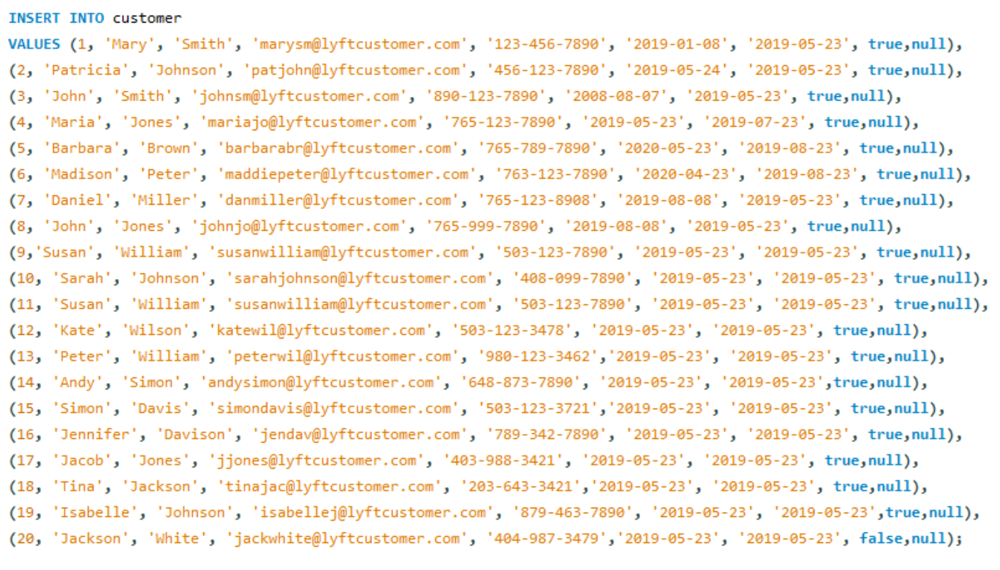 INSERT INTO customer
VALUES (1, 'Mary', 'Smith', 'marysm@lyftcustomer.com', '123-456-7890', '2019-01-08', '2019-05-23', true,null),
(2, 'Patricia', 'Johnson', 'patjohn@lyftcustomer.com', '456-123-7890', '2019-05-24', '2019-05-23', true,null),
(3, 'John', 'Smith', 'johnsm@lyftcustomer.com', '890-123-7890', '2008-08-07', '2019-05-23', true,null),
(4, 'Maria', 'Jones', 'mariajo@lyftcustomer.com', '765-123-7890', '2019-05-23', '2019-07-23', true,null),
(5, 'Barbara', 'Brown', 'barbarabr@lyftcustomer.com', '765-789-7890', '2020-05-23', '2019-08-23', true,null),
(6, 'Madison', 'Peter', 'maddiepeter@lyftcustomer.com', '763-123-7890', '2020-04-23', '2019-08-23', true,null),
(7, 'Daniel', 'Miller', 'danmiller@lyftcustomer.com', '765-123-8908', '2019-08-08', '2019-05-23', true,null),
(8, 'John', 'Jones', 'johnjo@lyftcustomer.com', '765-999-7890', '2019-08-08', '2019-05-23', true,null),
(9,'Susan', 'William', 'susanwilliam@lyftcustomer.com', '503-123-7890', '2019-05-23', '2019-05-23', true,null),
(10, 'Sarah', 'Johnson', 'sarahjohnson@lyftcustomer.com', '408-099-7890', '2019-05-23', '2019-05-23', true,null),
(11, 'Susan', 'William', 'susanwilliam@lyftcustomer.com', '503-123-7890', '2019-05-23', '2019-05-23', true,null),
(12, 'Kate', 'Wilson', 'katewil@lyftcustomer.com', '503-123-3478', '2019-05-23', '2019-05-23', true,null),
(13, 'Peter', 'William', 'peterwil@lyftcustomer.com', '980-123-3462','2019-05-23', '2019-05-23', true,null),
(14, 'Andy', 'Simon', 'andysimon@lyftcustomer.com', '648-873-7890', '2019-05-23', '2019-05-23',true,null),
(15, 'Simon', 'Davis', 'simondavis@lyftcustomer.com', '503-123-3721','2019-05-23', '2019-05-23', true,null),
(16, 'Jennifer', 'Davison', 'jendav@lyftcustomer.com', '789-342-7890', '2019-05-23', '2019-05-23', true,null),
(17, 'Jacob', 'Jones', 'jjones@lyftcustomer.com', '403-988-3421', '2019-05-23', '2019-05-23', true,null),
(18, 'Tina', 'Jackson', 'tinajac@lyftcustomer.com', '203-643-3421','2019-05-23', '2019-05-23', true,null),
(19, 'Isabelle', 'Johnson', 'isabellej@lyftcustomer.com', '879-463-7890', '2019-05-23', '2019-05-23',true,null),
(20, 'Jackson', 'White', 'jackwhite@lyftcustomer.com', '404-987-3479','2019-05-23', '2019-05-23', false,null);